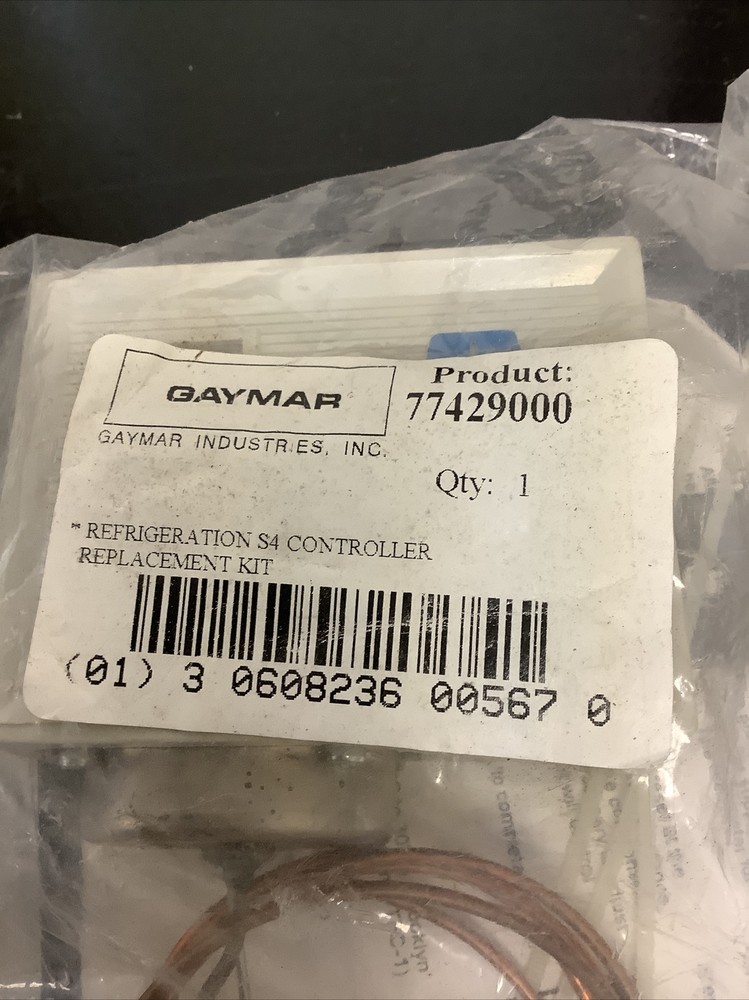 GAYMAR
GAYMAR INDUSTRIES, INC.
Product:
77429000
Qty: 1
* REFRIGERATION S4 CONTROLLER
REPLACEMENT KIT
(01) 3 0608236 00567 0